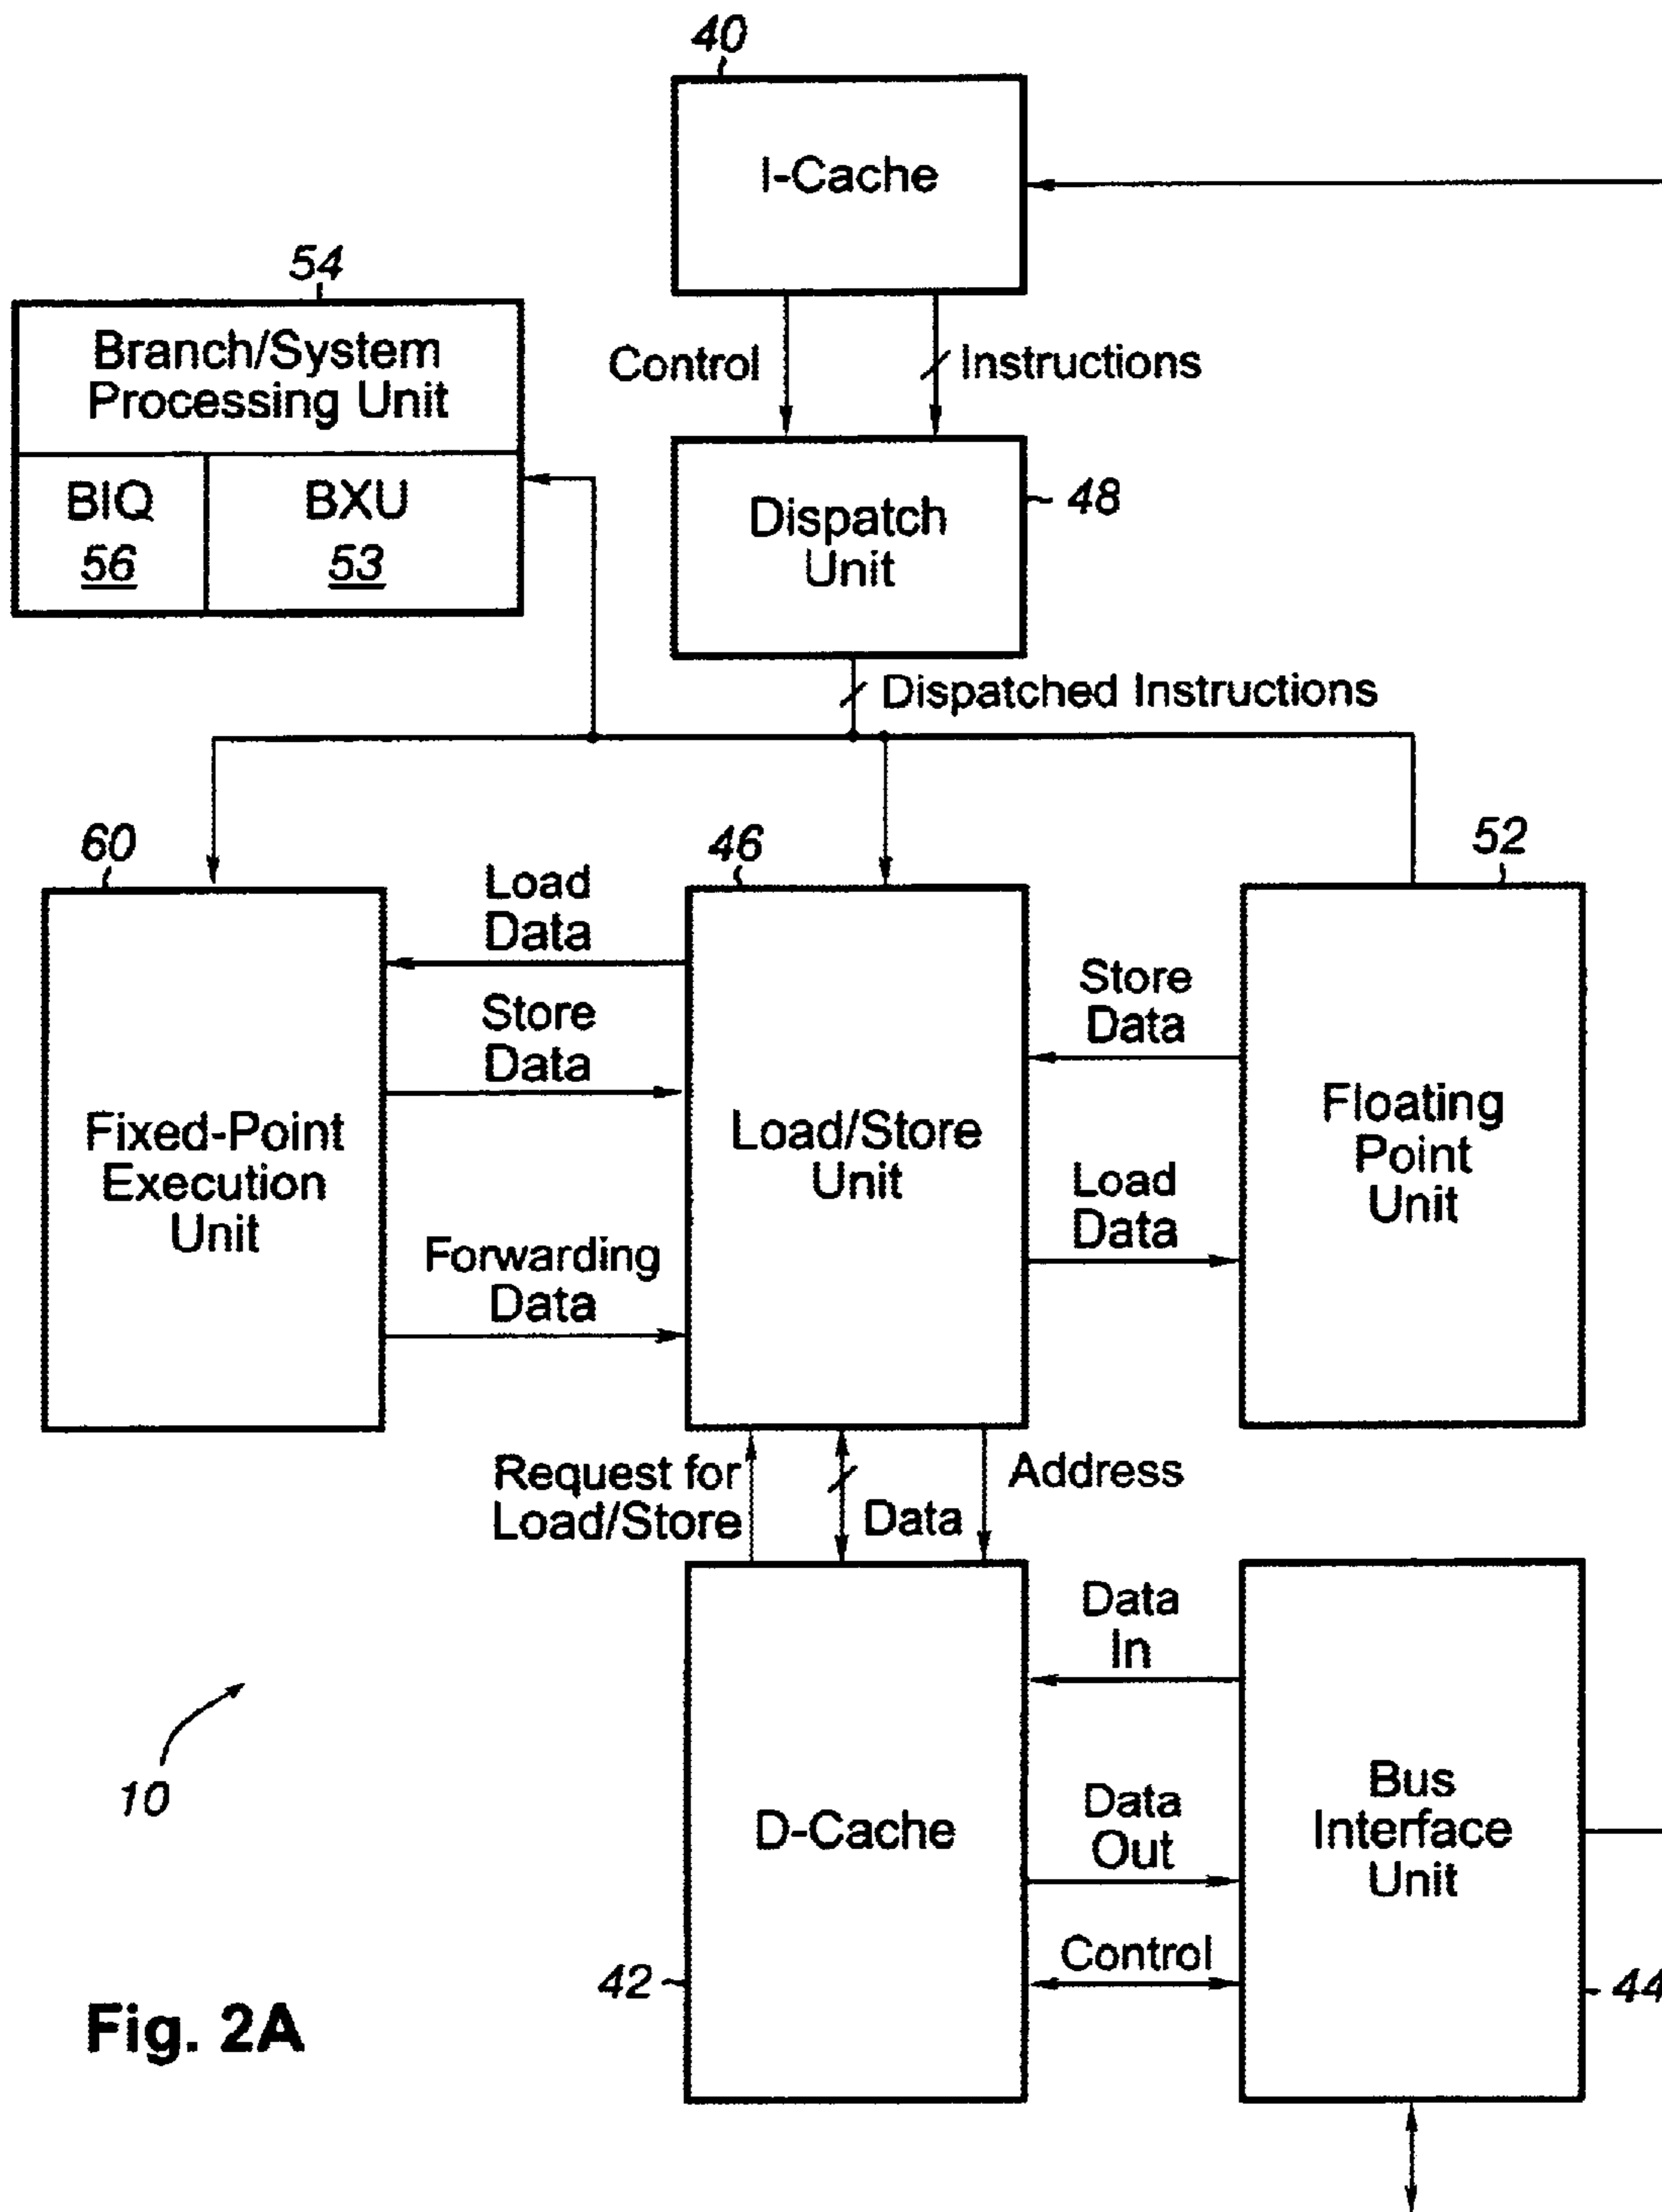 40
I-Cache
54
Branch/System
Processing Unit
BIQ
56
BXU
53
Control
Instructions
Dispatch
Unit
48
Dispatched Instructions
60
46
52
Load
Data
Store
Data
Fixed-Point
Execution
Unit
Forwarding
Data
Load/Store
Unit
Store
Data
Load
Data
Floating
Point
Unit
Request for
Load/Store
Data
Address
D-Cache
42
Data
In
Data
Out
Control
Bus
Interface
Unit
44
10
Fig. 2A